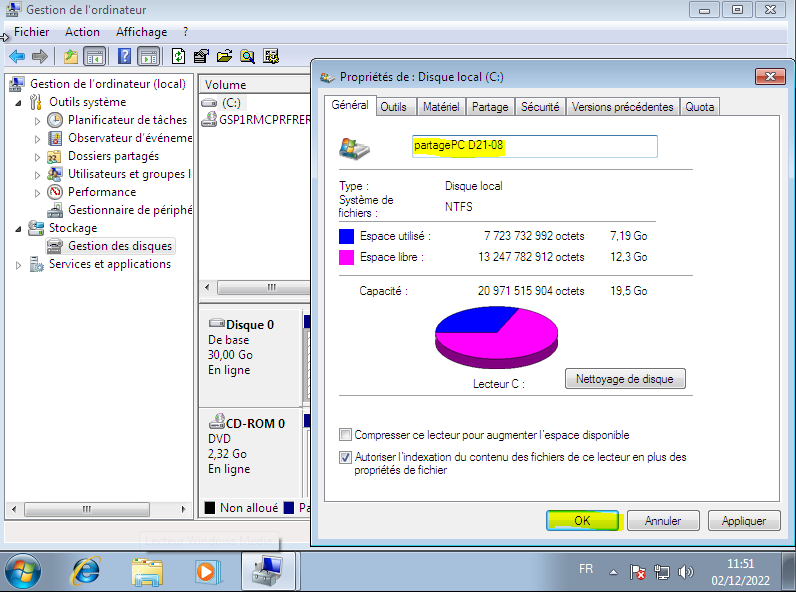 Gestion de l'ordinateur
Fichier Action Affichage ?
Gestion de l'ordinateur (local)
Outils système
Planificateur de tâches
Observateur d'événeme
Dossiers partagés
Utilisateurs et groupes l
Performance
Gestionnaire de périphé
Stockage
Gestion des disques
Services et applications
Volume
(C:)
GSP1RMCPRFRER
Disque 0
De base
30,00 Go
En ligne
CD-ROM 0
DVD
2,32 Go
En ligne
Non alloué Pa
Propriétés de : Disque local (C:)
Général Outils Matériel Partage Sécurité Versions précédentes Quota
partagePC D21-08
Type : Disque local
Système de
fichiers : NTFS
Espace utilisé : 7 723 732 992 octets 7,19 Go
Espace libre : 13 247 782 912 octets 12,3 Go
Capacité : 20 971 515 904 octets 19,5 Go
Lecteur C : Nettoyage de disque
Compresser ce lecteur pour augmenter l'espace disponible
Autoriser l'indexation du contenu des fichiers de ce lecteur en plus des
propriétés de fichier
OK Annuler Appliquer
Lecteur Windows Media
FR 11:51
02/12/2022